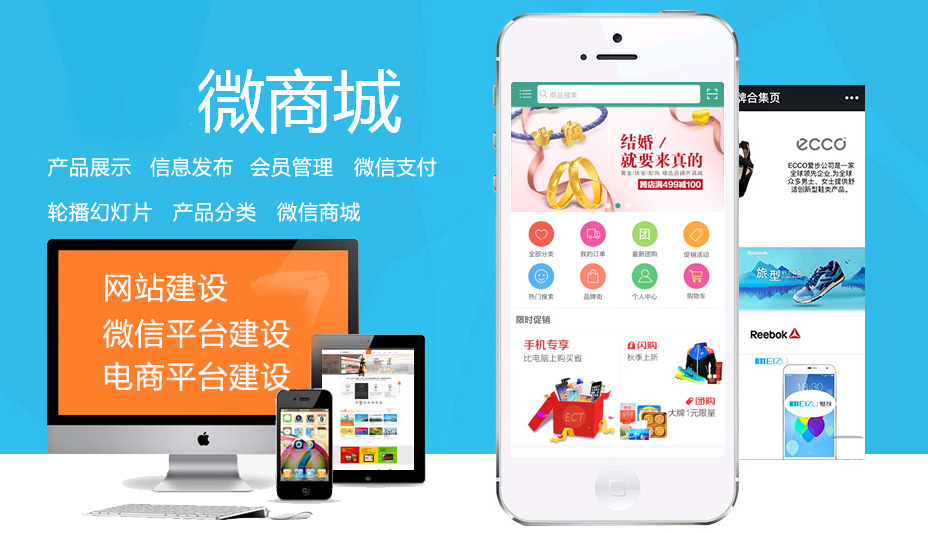 微商城
产品展示 信息发布 会员管理 微信支付
轮播幻灯片 产品分类 微信商城
网站建设
微信平台建设
电商平台建设
商品搜索
结婚/
就要来真的
黄金/珠宝/配饰 精选店铺折满减
跨店满499减100
全部分类 我的订单 最新团购 促销活动
团
热门搜索 品牌街 个人中心 购物车
限时促销
手机专享
比电脑上购买省
闪购
秋季上新
ECT
团购
大牌1元限量
牌合集页
ecco
ECCO爱步公司是一家
全球领先企业,为全球
众多男士、女士提供舒
适创新型鞋类产品。
Reebok
旅型
Reebok
MEIZU
18:30
MEIZU 魅族